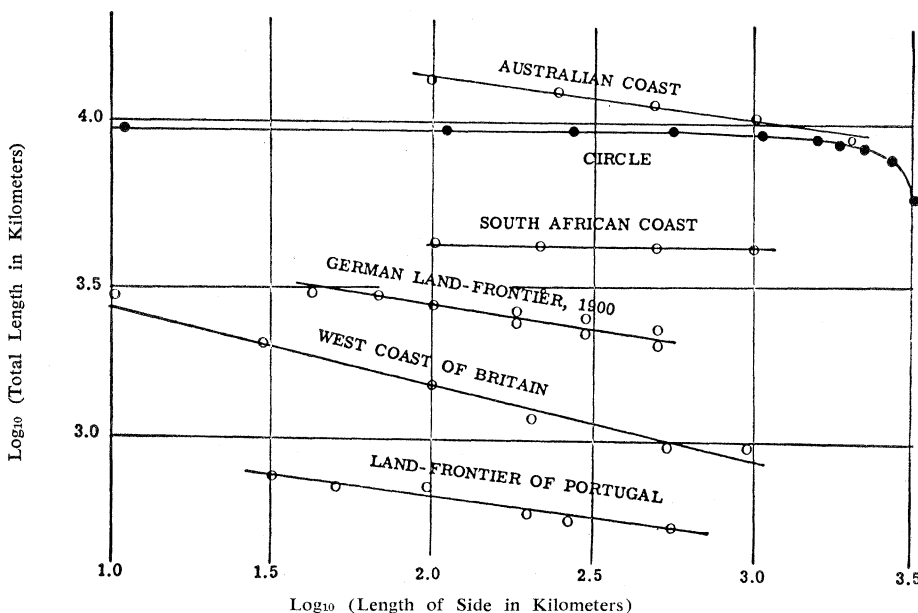 AUSTRALIAN COAST
4.0
CIRCLE
SOUTH AFRICAN COAST
GERMAN LAND-FRONTIER, 1900
3.5
WEST COAST OF BRITAIN
3.0
LAND-FRONTIER OF PORTUGAL
Log₁₀ (Total Length in Kilometers)
1.0 1.5 2.0 2.5 3.0 3.5
Log₁₀ (Length of Side in Kilometers)